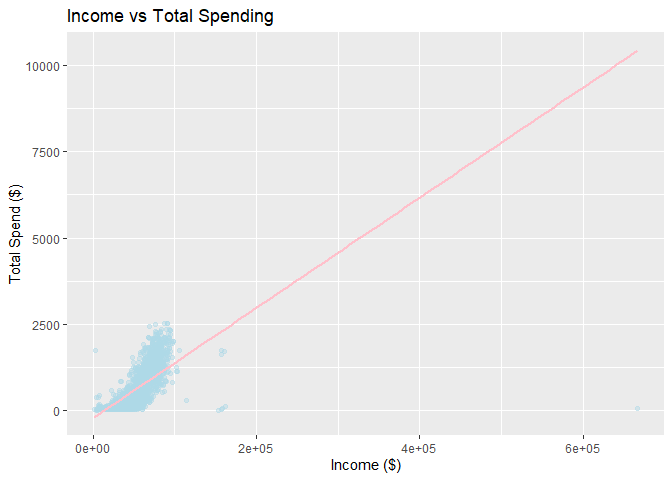 Income vs Total Spending
Total Spend ($)
10000
7500
5000
2500
0
0e+00 2e+05 4e+05 6e+05
Income ($)